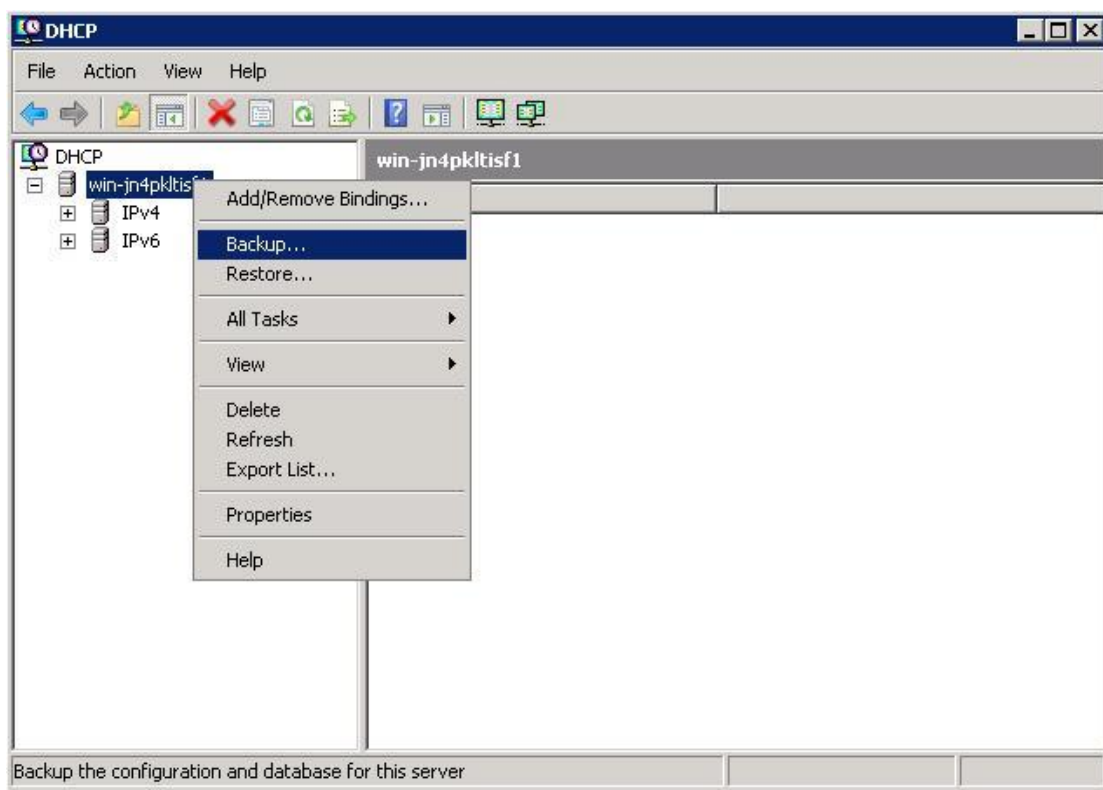 DHCP
File Action View Help
DHCP
win-jn4pkltisf1
win-jn4pkltisf1
IPv4
IPv6
Add/Remove Bindings...
Backup...
Restore...
All Tasks
View
Delete
Refresh
Export List...
Properties
Help
Backup the configuration and database for this server